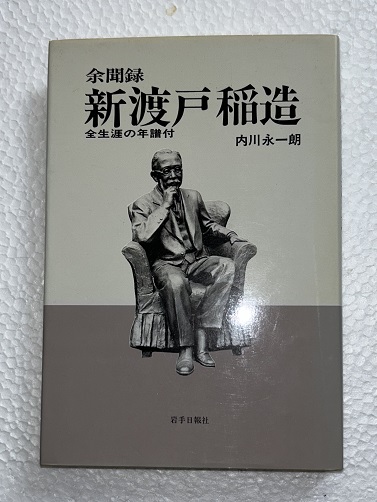 余聞録
新渡戸稲造
全生涯の年譜付
内川永一朗
岩手日報社